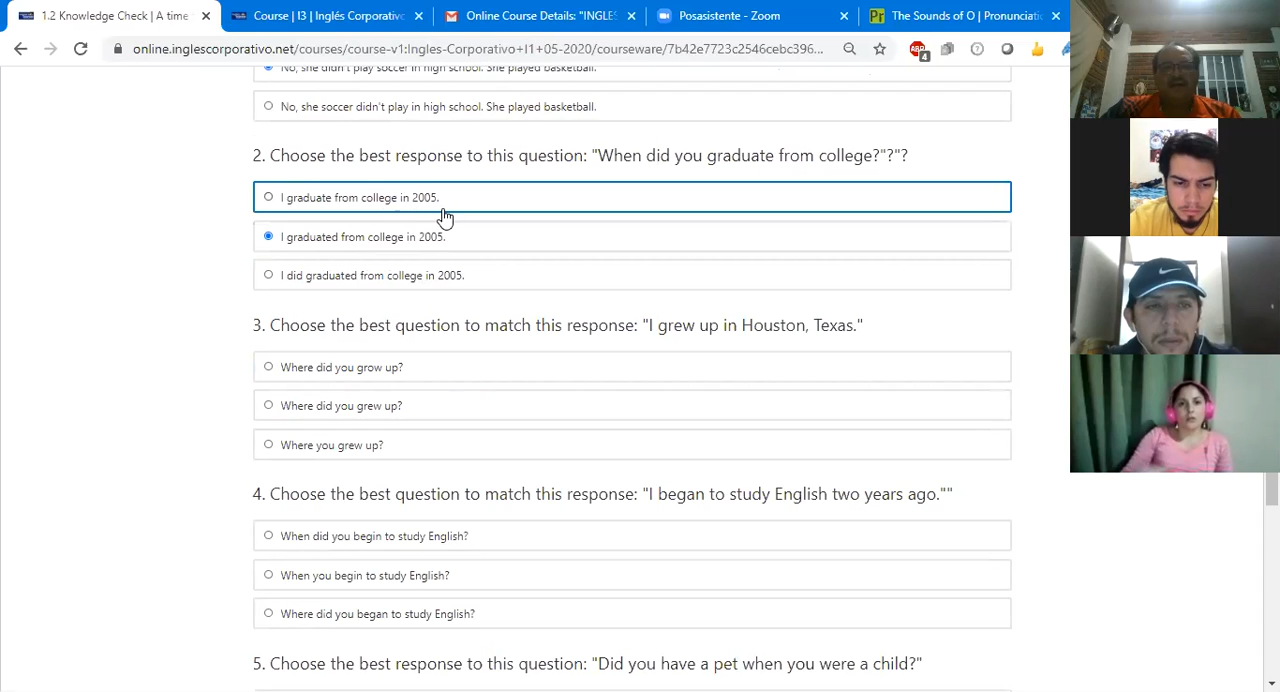 1.2 Knowledge Check | A time
Course | I3 | Inglés Corporativo
Online Course Details: "INGLES
Posasistente - Zoom
The Sounds of O | Pronunciatio
online.inglescorporativo.net/courses/course-v1:Ingles-Corporativo+I1+05-2020/courseware/7b42e7723c2546cebc396...
ABP
4
No, she didn't play soccer in high school. She played basketball.
No, she soccer didn't play in high school. She played basketball.
2. Choose the best response to this question: "When did you graduate from college?"?"?
I graduate from college in 2005.
I graduated from college in 2005.
I did graduated from college in 2005.
3. Choose the best question to match this response: "I grew up in Houston, Texas."
Where did you grow up?
Where did you grew up?
Where you grew up?
4. Choose the best question to match this response: "I began to study English two years ago.""
When did you begin to study English?
When you begin to study English?
Where did you began to study English?
5. Choose the best response to this question: "Did you have a pet when you were a child?"